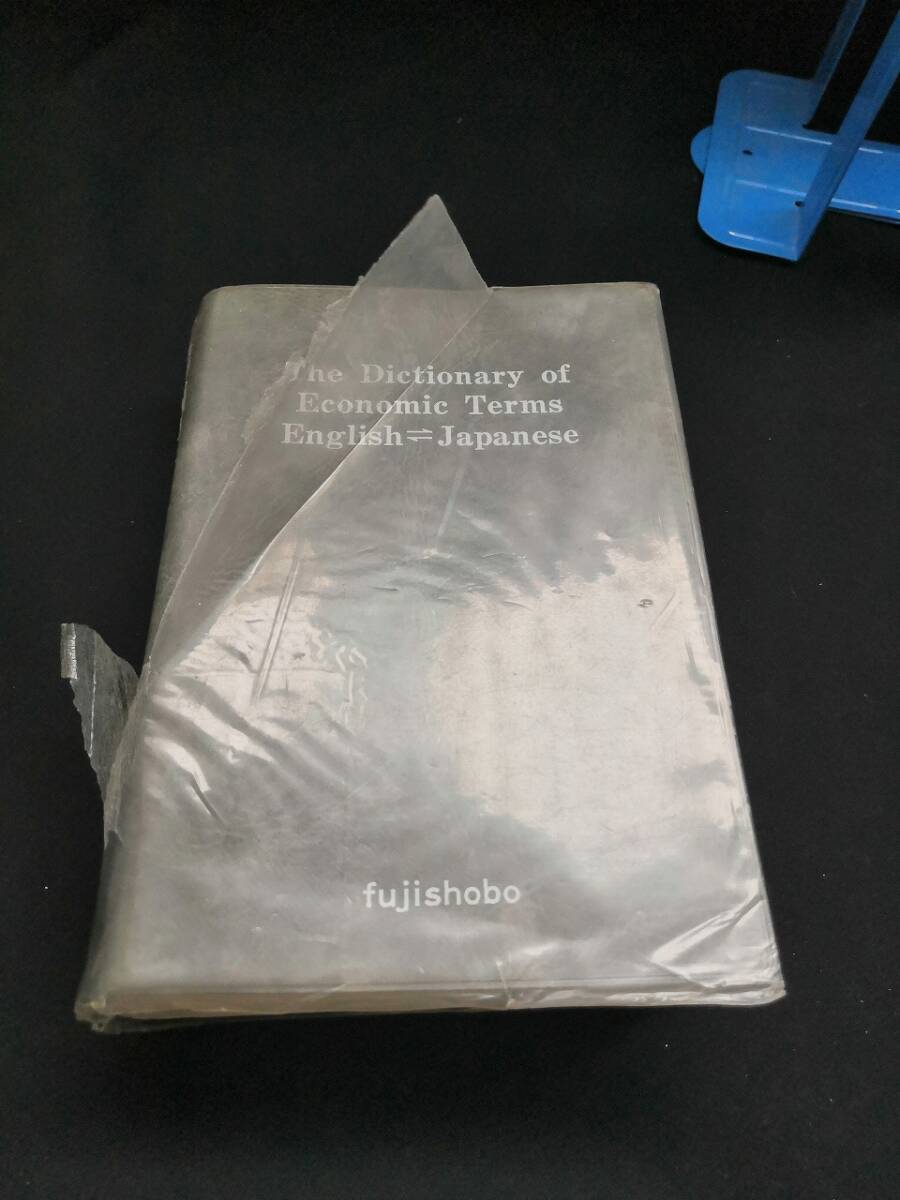 The Dictionary of
Economic Terms
English⇌Japanese
fujishobo